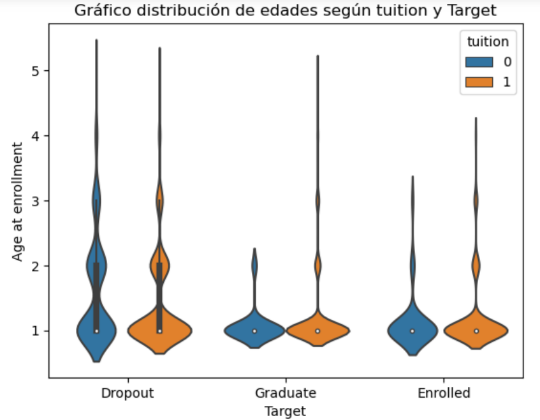 Gráfico distribución de edades según tuition y Target
tuition
0
1
Age at enrollment
5
4
3
2
1
Dropout
Graduate
Enrolled
Target